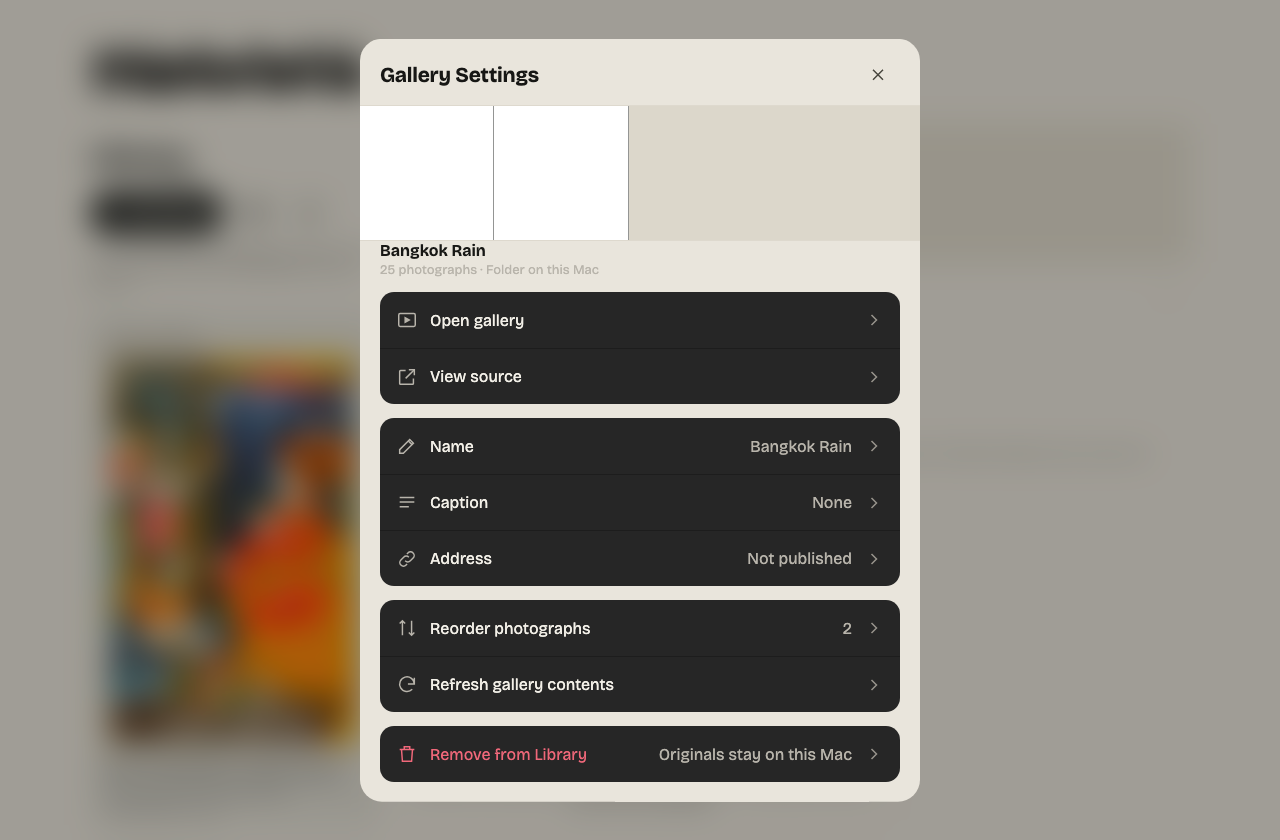 Gallery Settings
Bangkok Rain
25 photographs · Folder on this Mac
Open gallery
View source
Name Bangkok Rain
Caption None
Address Not published
Reorder photographs 2
Refresh gallery contents
Remove from Library Originals stay on this Mac